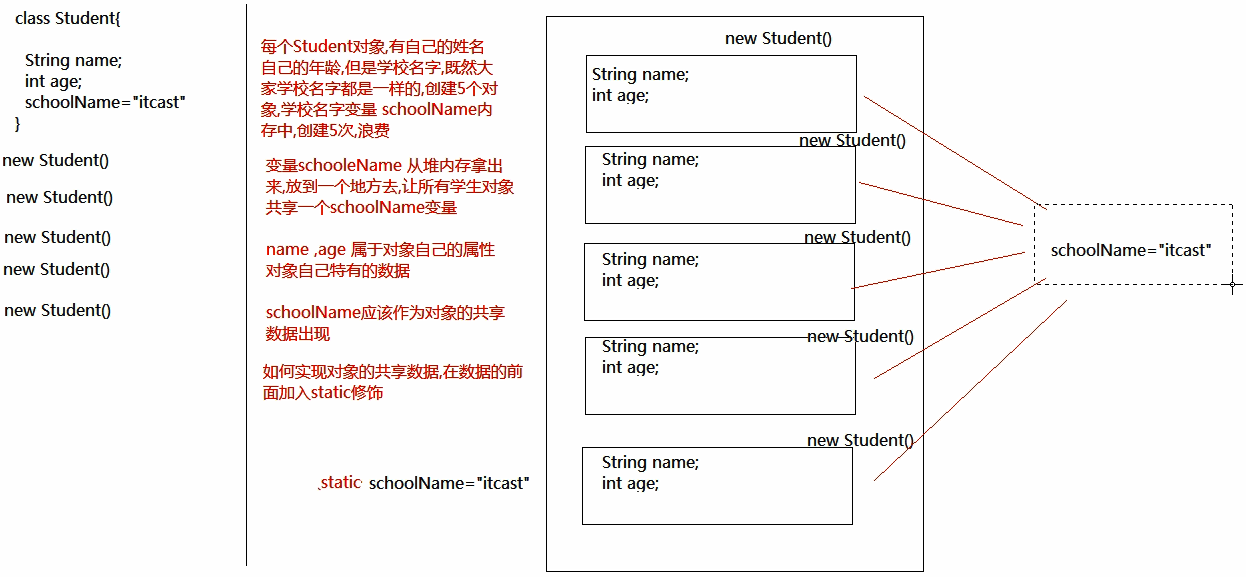 class Student{
String name;
int age;
schoolName="itcast"
}
new Student()
new Student()
new Student()
new Student()
new Student()
每个Student对象,有自己的姓名
自己的年龄,但是学校名字,既然大
家学校名字都是一样的,创建5个对
象,学校名字变量 schoolName内
存中,创建5次,浪费
变量schooleName 从堆内存拿出
来,放到一个地方去,让所有学生对象
共享一个schoolName变量
name ,age 属于对象自己的属性
对象自己特有的数据
schoolName应该作为对象的共享
数据出现
如何实现对象的共享数据,在数据的前
面加入static修饰
static schoolName="itcast"
new Student()
String name;
int age;
new Student()
String name;
int age;
new Student()
String name;
int age;
new Student()
String name;
int age;
new Student()
String name;
int age;
schoolName="itcast"